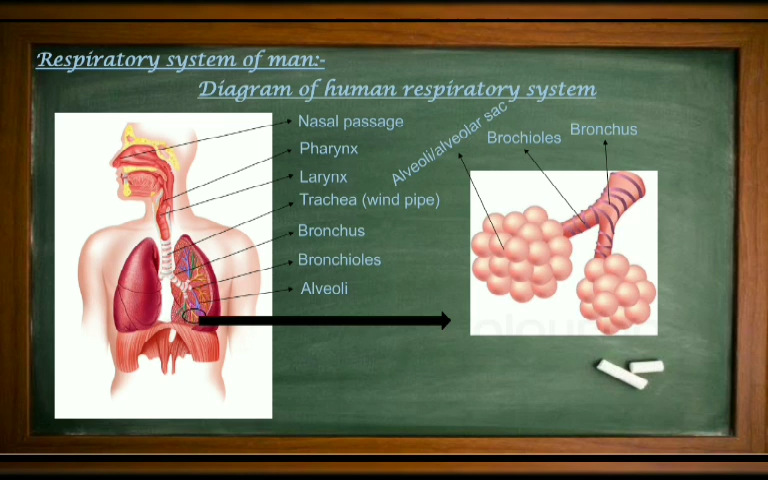 Respiratory system of man:-
Diagram of human respiratory system
Nasal passage
Pharynx
Larynx
Trachea (wind pipe)
Bronchus
Bronchioles
Alveoli
Alveoli/alveolar sac
Brochioles
Bronchus